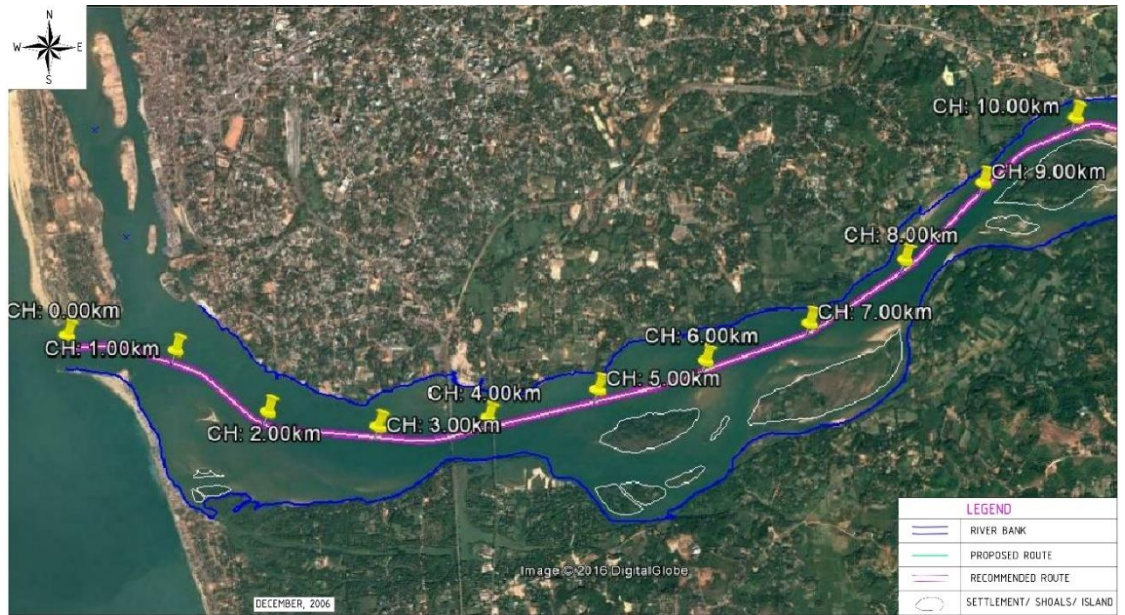 N
W E
S
CH: 10.00km
CH: 9.00km
CH: 8.00km
CH: 7.00km
CH: 6.00km
CH: 5.00km
CH: 4.00km
CH: 3.00km
CH: 2.00km
CH: 1.00km
CH: 0.00km
Image © 2016 DigitalGlobe
DECEMBER, 2006
LEGEND
RIVER BANK
PROPOSED ROUTE
RECOMMENDED ROUTE
SETTLEMENT/ SHOALS/ ISLAND